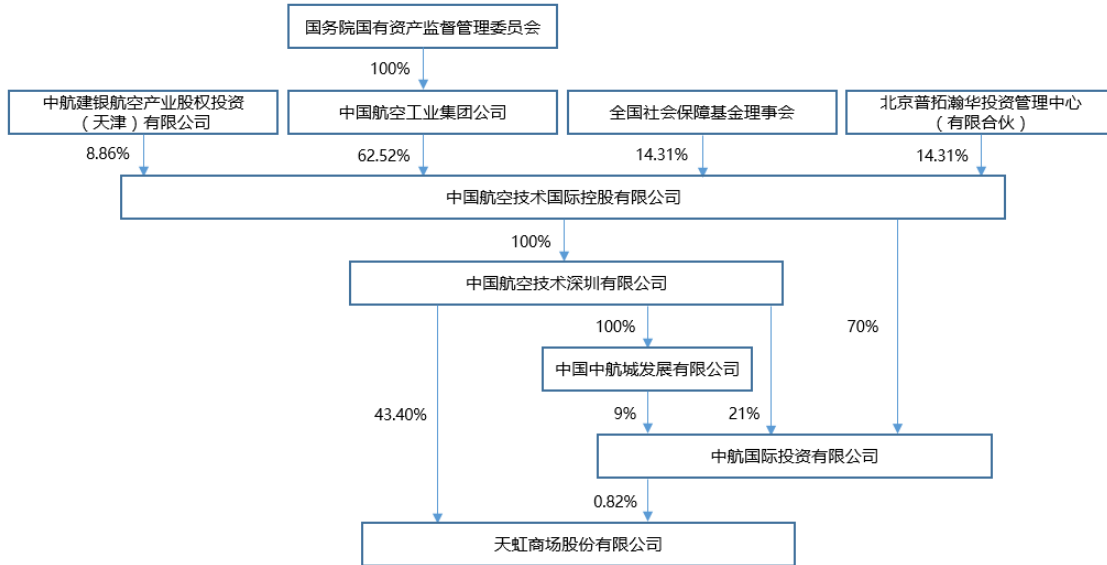 国务院国有资产监督管理委员会
100%
中航建银航空产业股权投资
（天津）有限公司
中国航空工业集团公司
全国社会保障基金理事会
北京普拓瀚华投资管理中心
（有限合伙）
8.86%
62.52%
14.31%
14.31%
中国航空技术国际控股有限公司
100%
中国航空技术深圳有限公司
100%
70%
中国中航城发展有限公司
43.40%
9%
21%
中航国际投资有限公司
0.82%
天虹商场股份有限公司